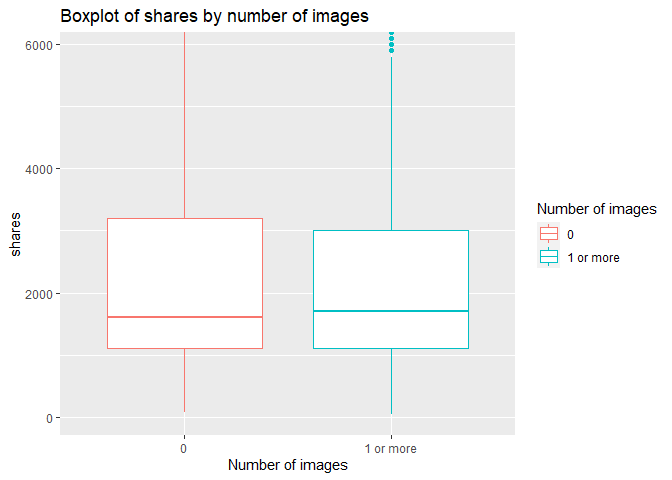 Boxplot of shares by number of images
6000
4000
2000
0
shares
0
1 or more
Number of images
Number of images
0
1 or more